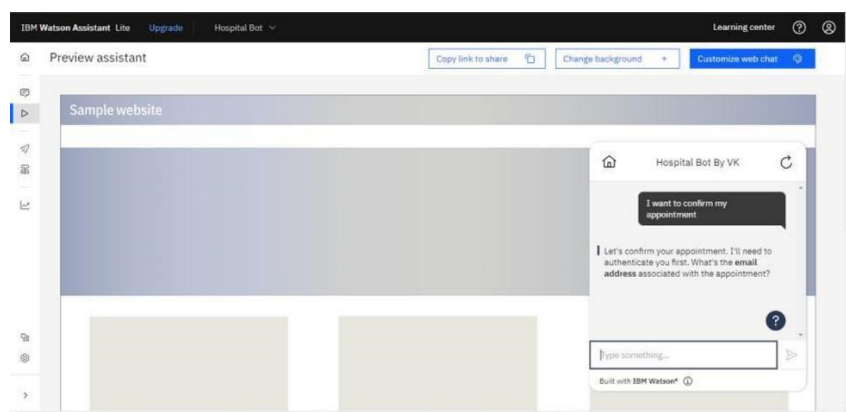 IBM Watson Assistant Lite Upgrade Hospital Bot Learning center
Preview assistant Copy link to share Change background + Customize web chat
Sample website
Hospital Bot By VK
I want to confirm my
appointment
Let's confirm your appointment. I'll need to
authenticate you first. What's the email
address associated with the appointment?
?
Type something...
Built with IBM Watson®